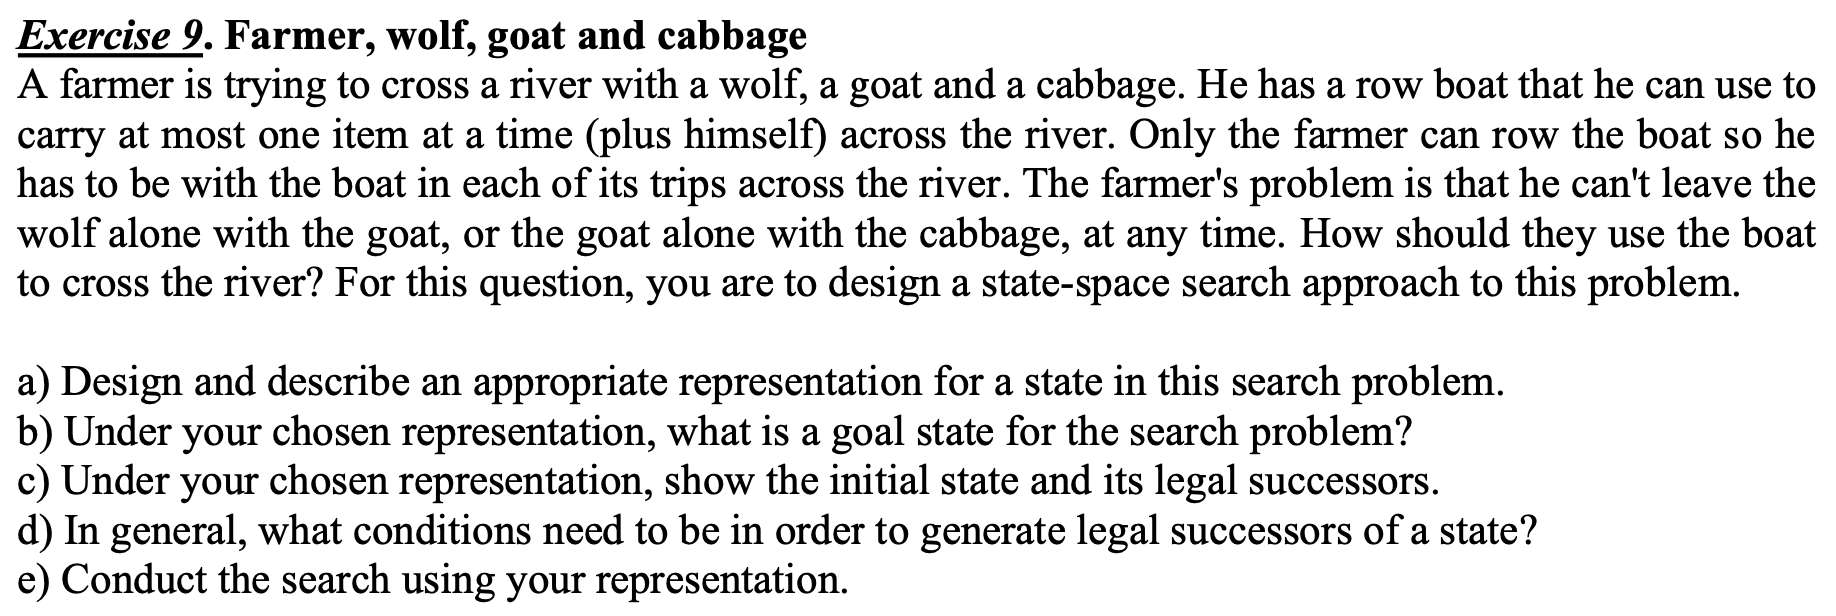 Exercise 9. Farmer, wolf, goat and cabbage
A farmer is trying to cross a river with a wolf, a goat and a cabbage. He has a row boat that he can use to
carry at most one item at a time (plus himself) across the river. Only the farmer can row the boat so he
has to be with the boat in each of its trips across the river. The farmer's problem is that he can't leave the
wolf alone with the goat, or the goat alone with the cabbage, at any time. How should they use the boat
to cross the river? For this question, you are to design a state-space search approach to this problem.
a) Design and describe an appropriate representation for a state in this search problem.
b) Under your chosen representation, what is a goal state for the search problem?
c) Under your chosen representation, show the initial state and its legal successors.
d) In general, what conditions need to be in order to generate legal successors of a state?
e) Conduct the search using your representation.